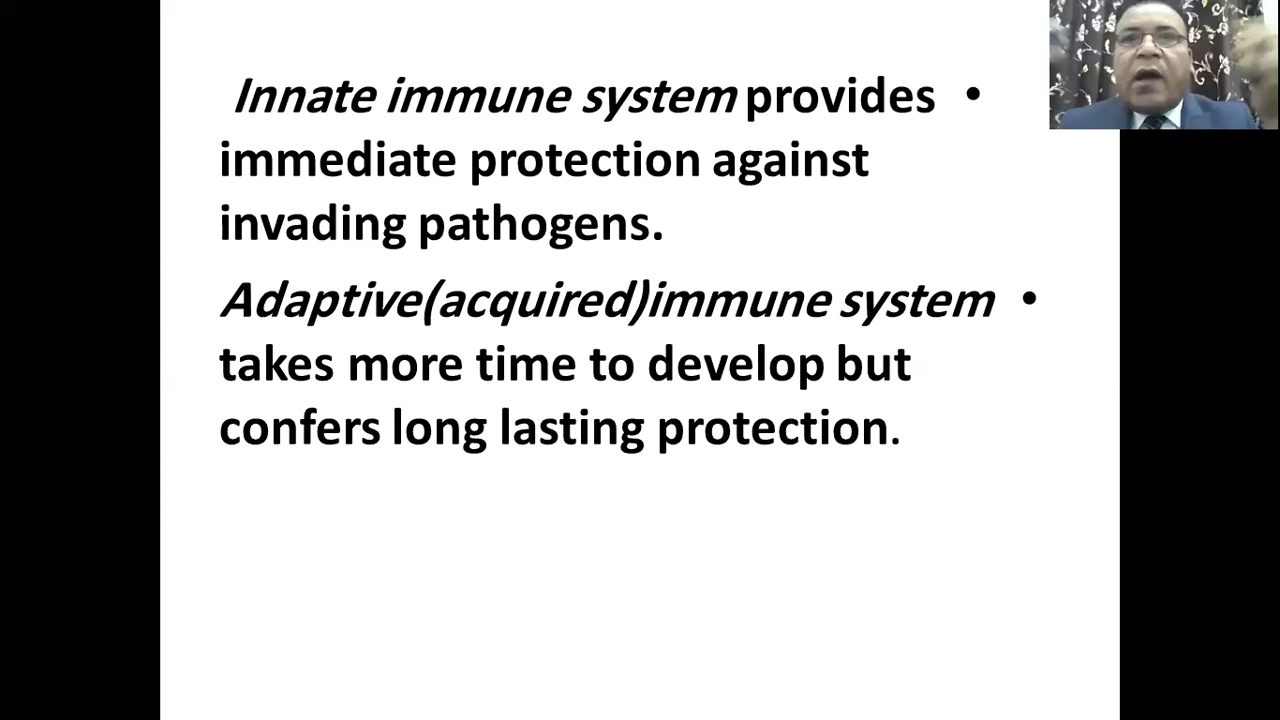 Innate immune system provides •
immediate protection against
invading pathogens.
Adaptive(acquired)immune system •
takes more time to develop but
confers long lasting protection.